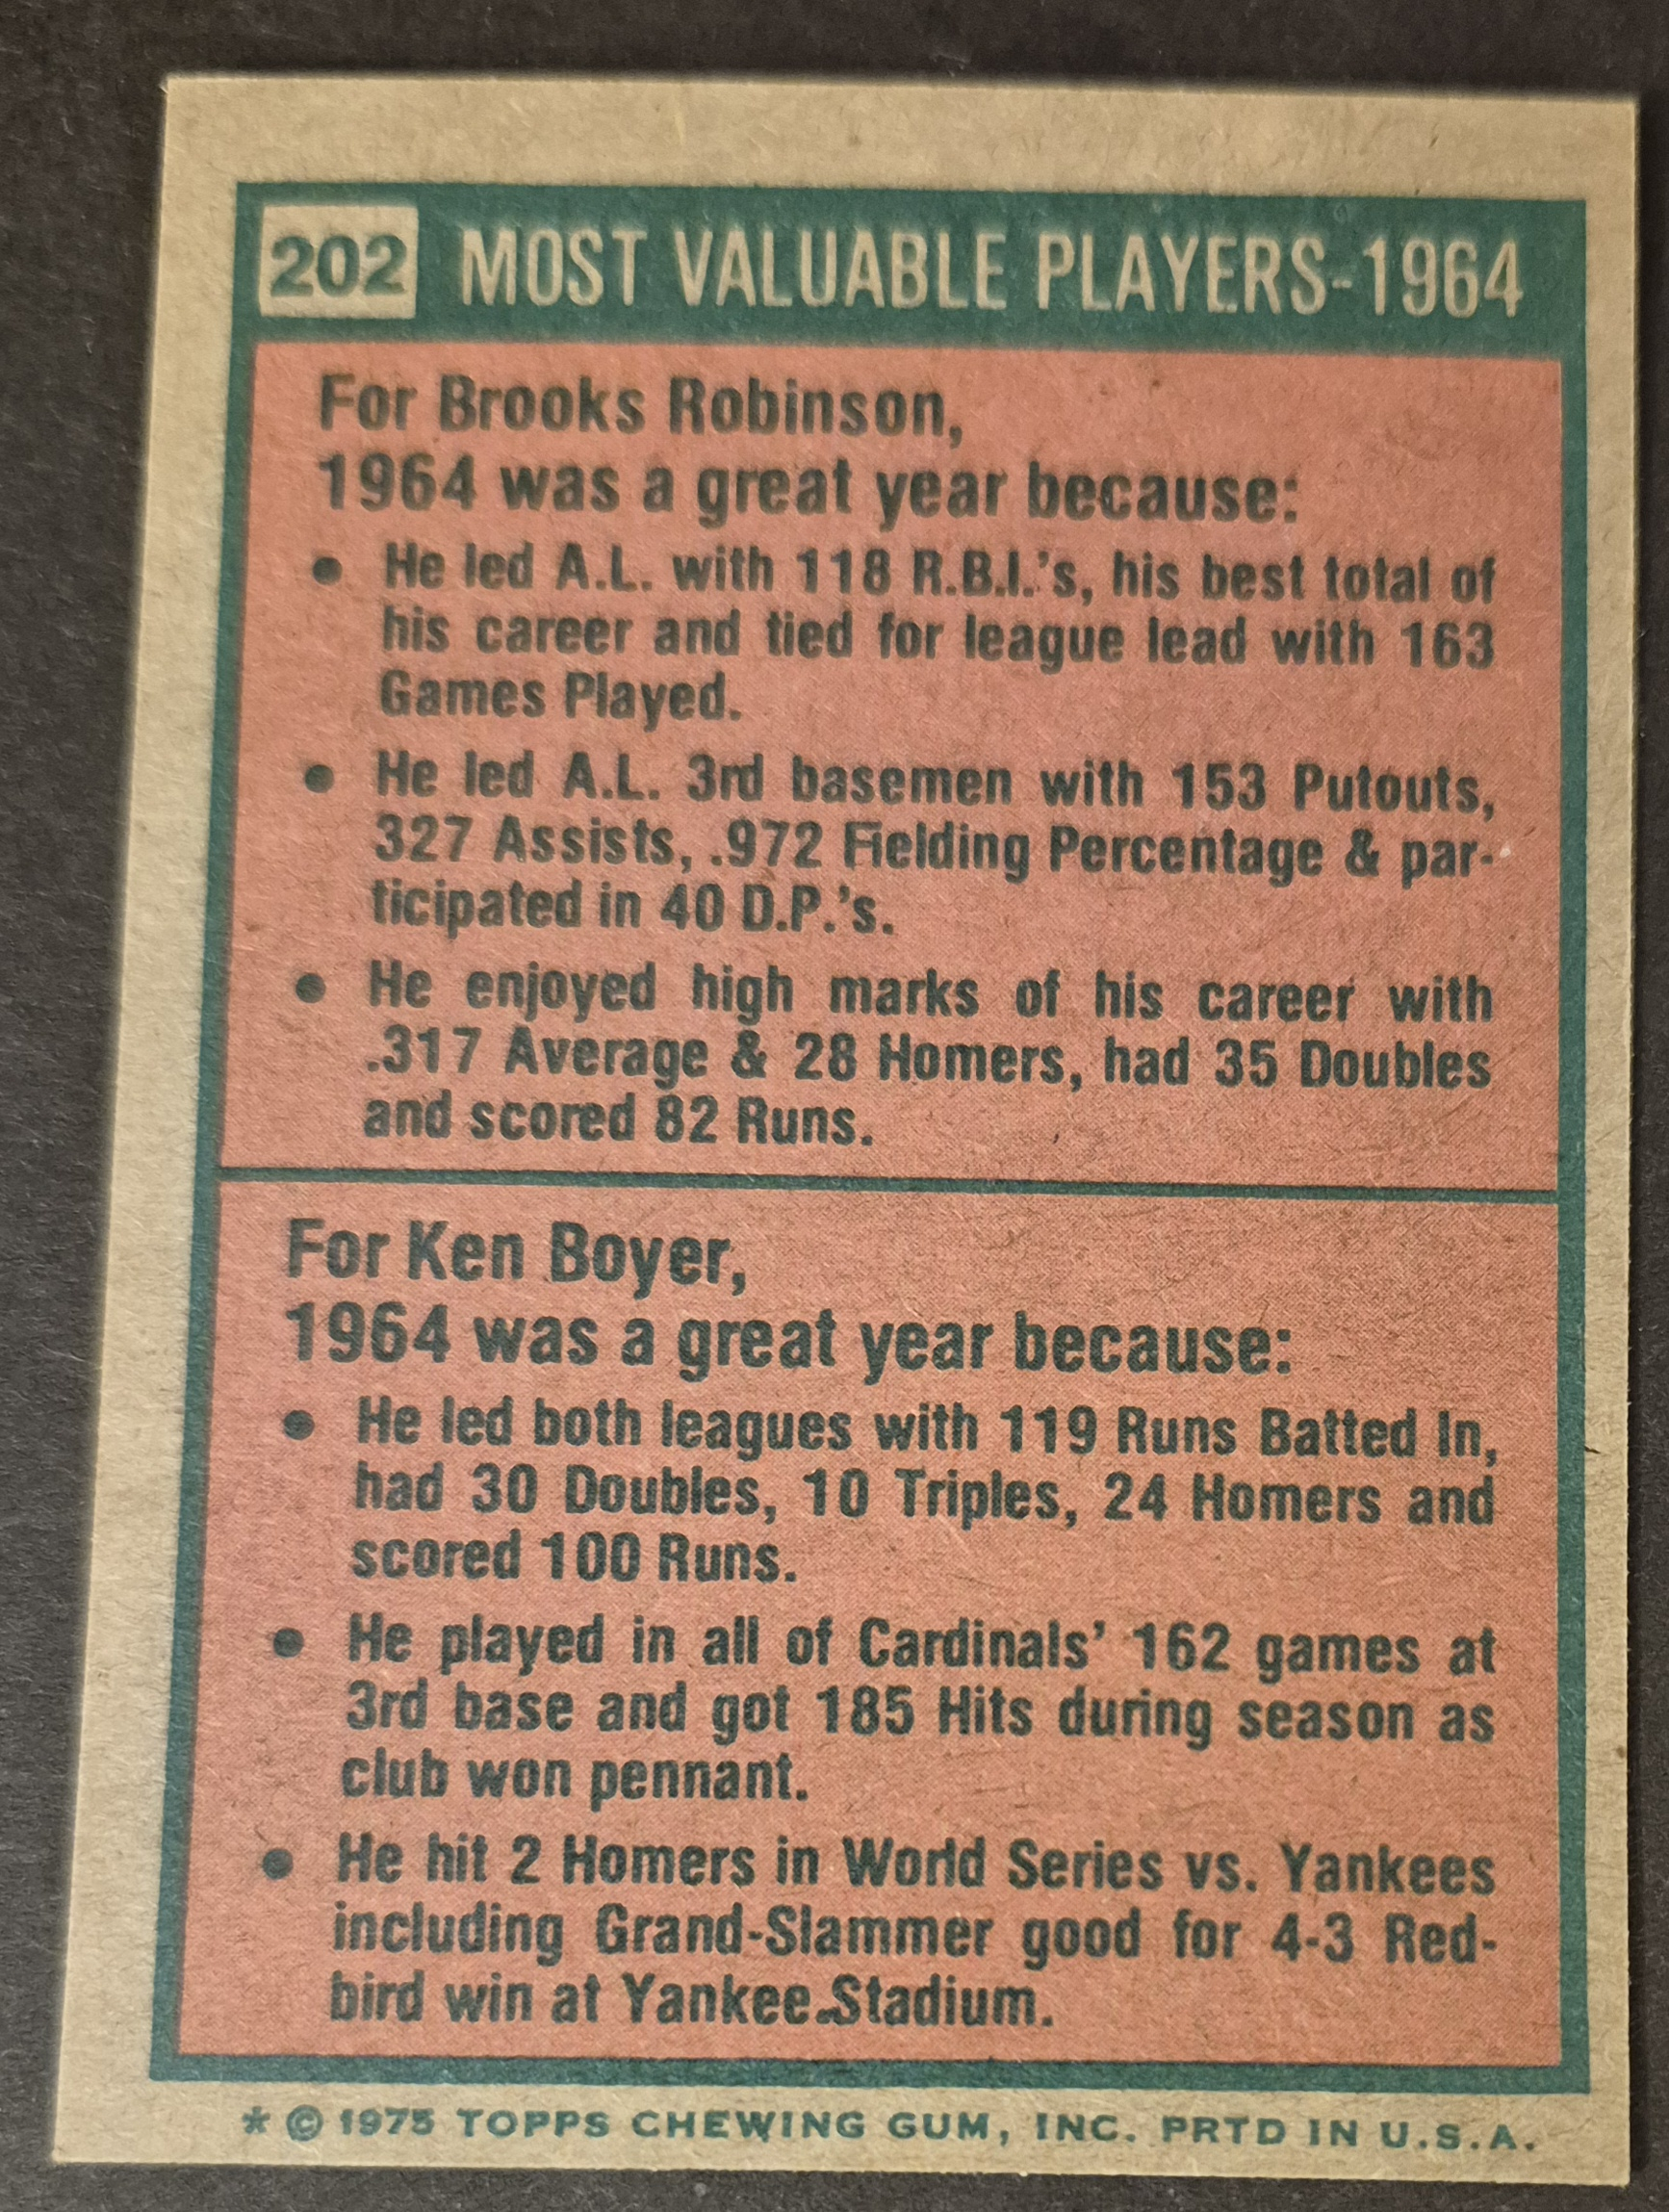 202 MOST VALUABLE PLAYERS-1964
For Brooks Robinson,
1964 was a great year because:
• He led A.L. with 118 R.B.I.'s, his best total of
his career and tied for league lead with 163
Games Played.
• He led A.L. 3rd basemen with 153 Putouts,
327 Assists, .972 Fielding Percentage & par-
ticipated in 40 D.P.'s.
• He enjoyed high marks of his career with
.317 Average & 28 Homers, had 35 Doubles
and scored 82 Runs.
For Ken Boyer,
1964 was a great year because:
• He led both leagues with 119 Runs Batted In,
had 30 Doubles, 10 Triples, 24 Homers and
scored 100 Runs.
• He played in all of Cardinals' 162 games at
3rd base and got 185 Hits during season as
club won pennant.
• He hit 2 Homers in World Series vs. Yankees
including Grand-Slammer good for 4-3 Red-
bird win at Yankee Stadium.
* © 1975 TOPPS CHEWING GUM, INC. PRTD IN U.S.A.